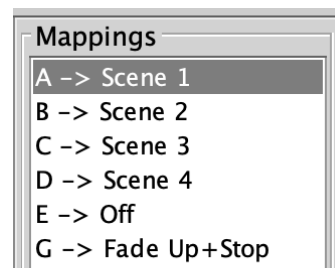 Mappings
A -> Scene 1
B -> Scene 2
C -> Scene 3
D -> Scene 4
E -> Off
G -> Fade Up+Stop